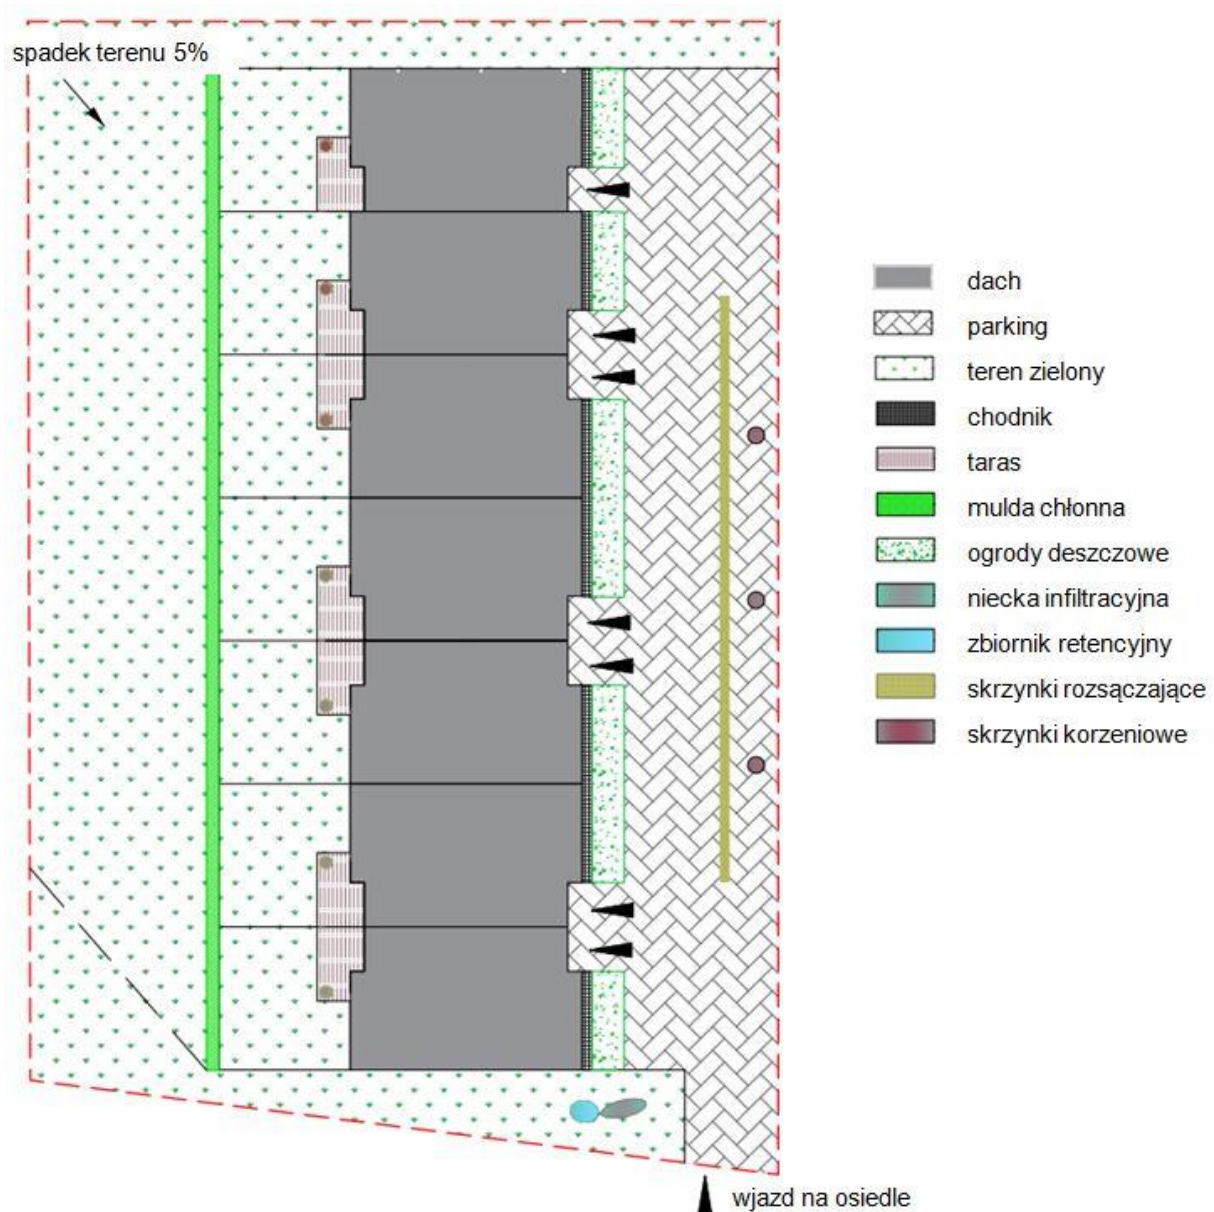 spadek terenu 5%
dach
parking
teren zielony
chodnik
taras
mulda chłonna
ogrody deszczowe
niecka infiltracyjna
zbiornik retencyjny
skrzynki rozsączające
skrzynki korzeniowe
wjazd na osiedle